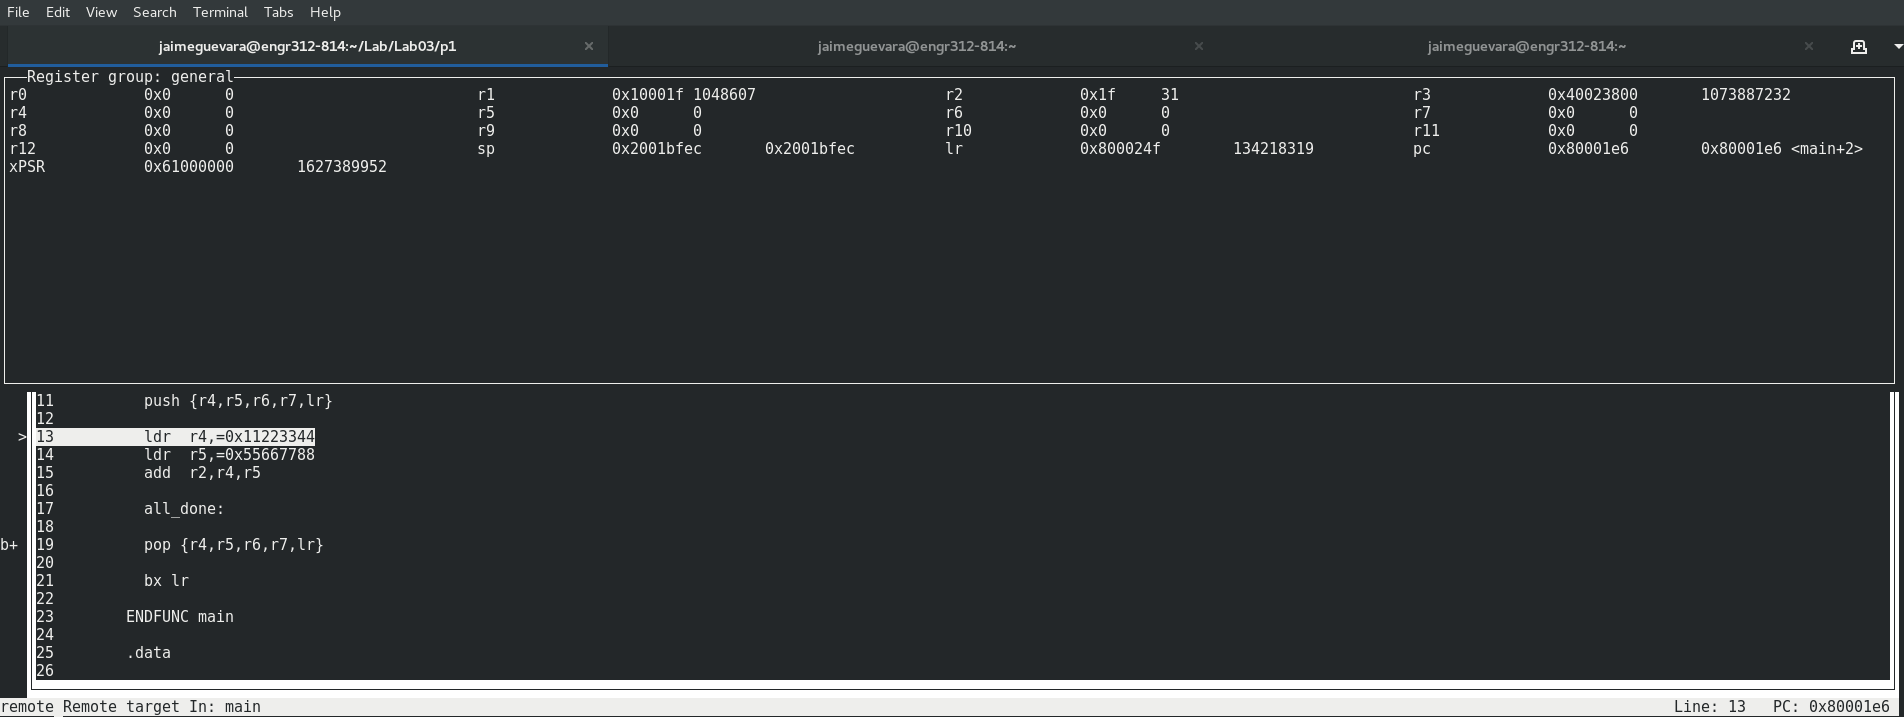 File Edit View Search Terminal Tabs Help
jaimeguevara@engr312-814:~/Lab/Lab03/p1 × jaimeguevara@engr312-814:~ × jaimeguevara@engr312-814:~ ×
Register group: general
r0 0x0 0 r1 0x10001f 1048607 r2 0x1f 31 r3 0x40023800 1073887232
r4 0x0 0 r5 0x0 0 r6 0x0 0 r7 0x0 0
r8 0x0 0 r9 0x0 0 r10 0x0 0 r11 0x0 0
r12 0x0 0 sp 0x2001bfec 0x2001bfec lr 0x800024f 134218319 pc 0x80001e6 0x80001e6 <main+2>
xPSR 0x61000000 1627389952
11 push {r4,r5,r6,r7,lr}
12
>13 ldr r4,=0x11223344
14 ldr r5,=0x55667788
15 add r2,r4,r5
16
17 all_done:
18
b+ 19 pop {r4,r5,r6,r7,lr}
20
21 bx lr
22
23 ENDFUNC main
24
25 .data
26
remote Remote target In: main Line: 13 PC: 0x80001e6